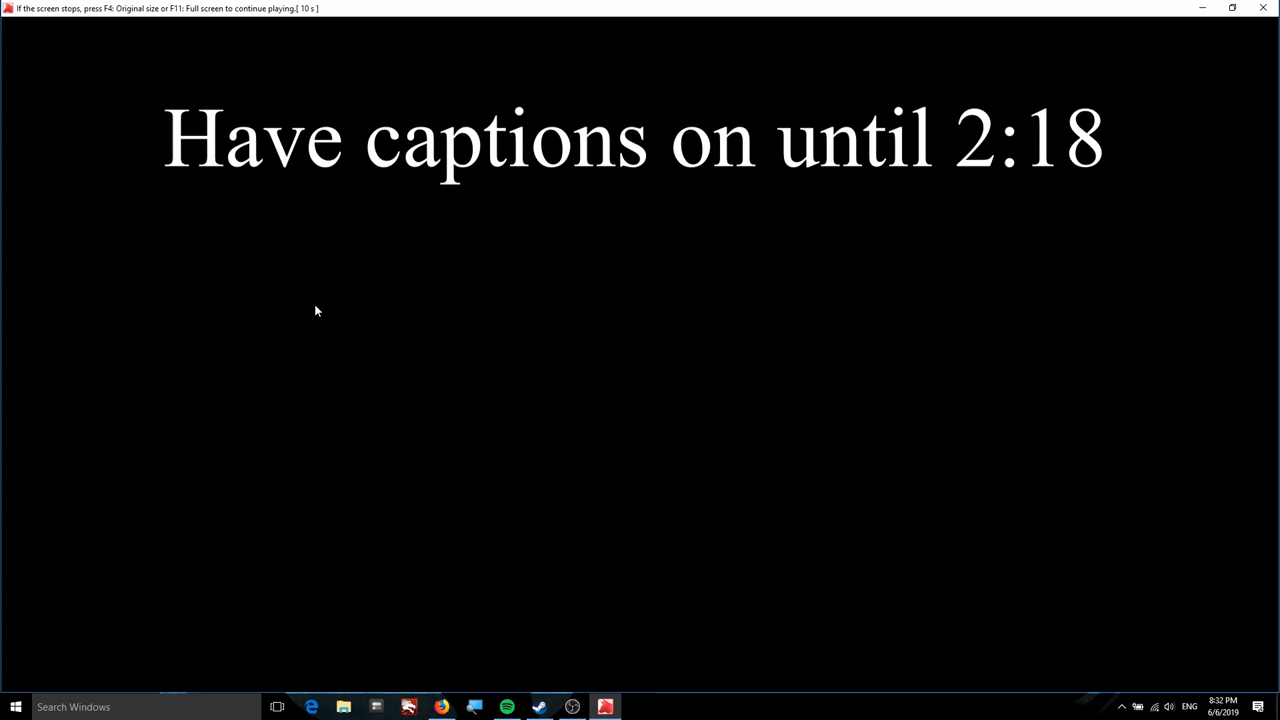 If the screen stops, press F4: Original size or F11: Full screen to continue playing.[ 10 s ]
Have captions on until 2:18
Search Windows
ENG
8:32 PM
6/6/2019